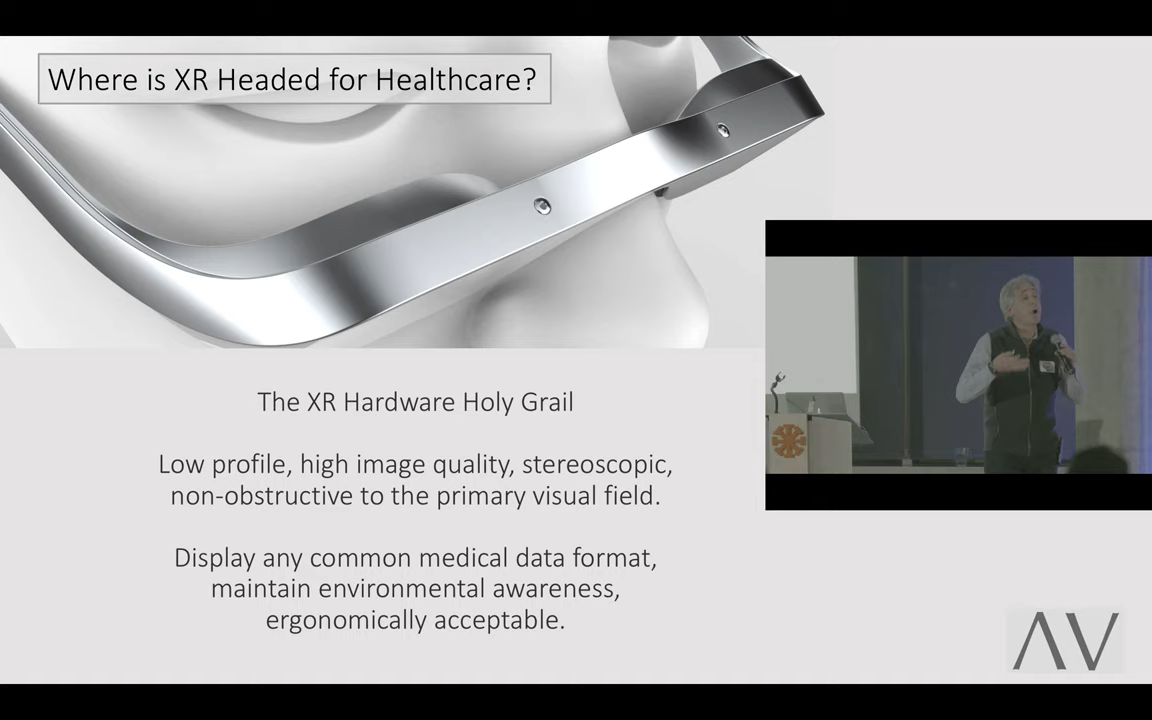 Where is XR Headed for Healthcare?
The XR Hardware Holy Grail
Low profile, high image quality, stereoscopic,
non-obstructive to the primary visual field.
Display any common medical data format,
maintain environmental awareness,
ergonomically acceptable.
ΛV